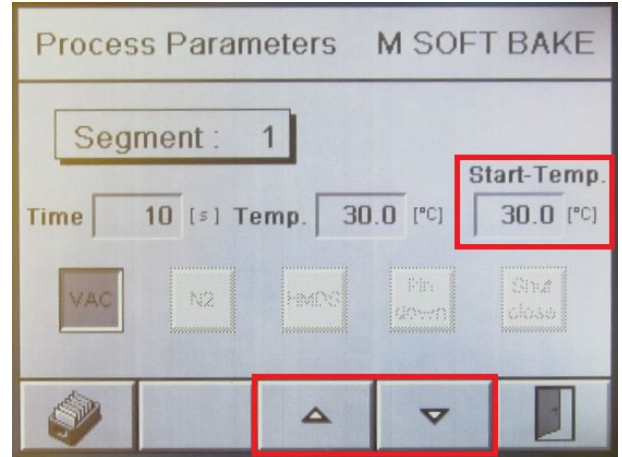 Process Parameters M SOFT BAKE
Segment : 1
Start-Temp.
Time 10 [s] Temp. 30.0 [°C] 30.0 [°C]
VAC N2 HMDS Pin down Shut close